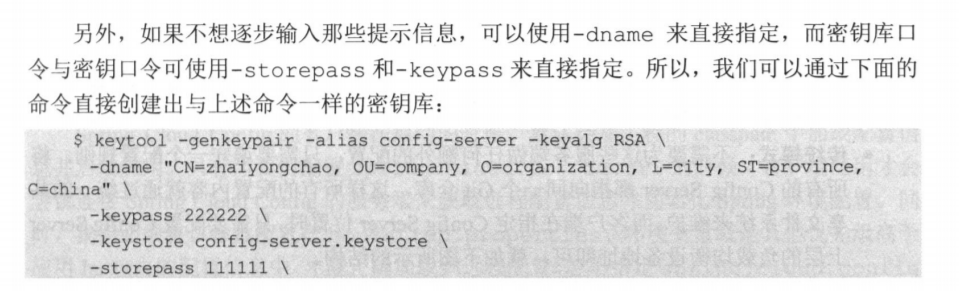 另外，如果不想逐步输入那些提示信息，可以使用-dname 来直接指定，而密钥库口
令与密钥口令可使用-storepass 和-keypass 来直接指定。所以，我们可以通过下面的
命令直接创建出与上述命令一样的密钥库：
$ keytool -genkeypair -alias config-server -keyalg RSA \
-dname "CN=zhaiyongchao, OU=company, O=organization, L=city, ST=province,
C=china" \
-keypass 222222 \
-keystore config-server.keystore \
-storepass 111111 \